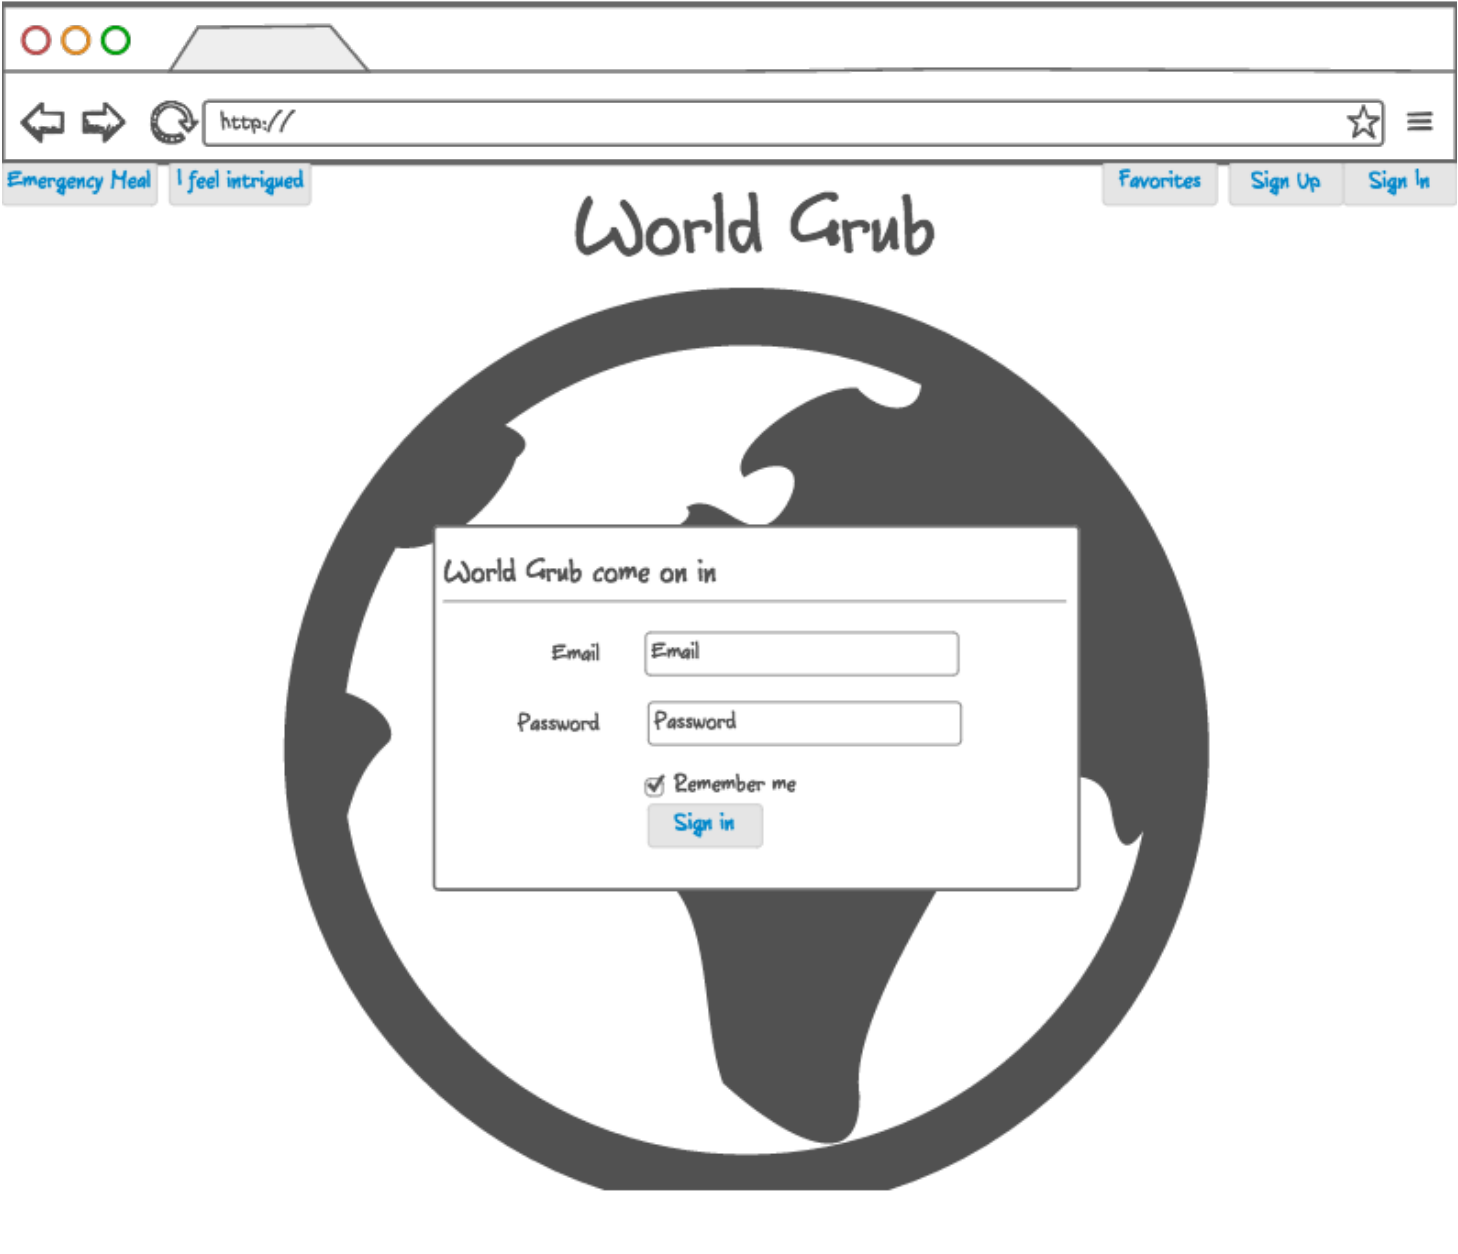 http://
Emergency Meal
I feel intrigued
Favorites
Sign Up
Sign In
World Grub
World Grub come on in
Email
Email
Password
Password
Remember me
Sign in